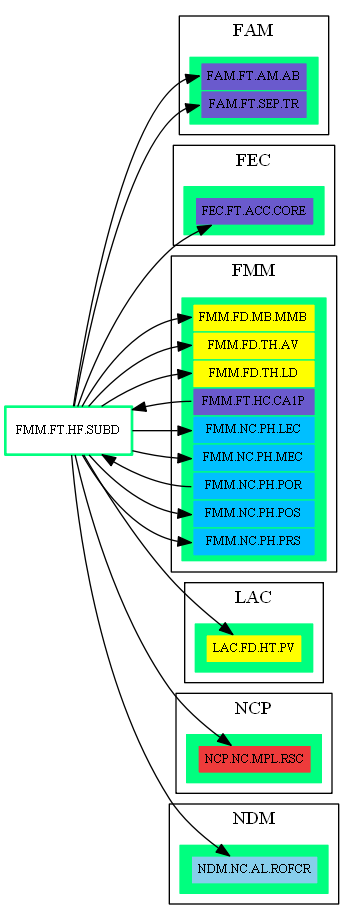 FAM
FAM.FT.AM.AB
FAM.FT.SEP.TR
FEC
FEC.FT.ACC.CORE
FMM
FMM.FD.MB.MMB
FMM.FD.TH.AV
FMM.FD.TH.LD
FMM.FT.HC.CA1P
FMM.FT.HF.SUBD
FMM.NC.PH.LEC
FMM.NC.PH.MEC
FMM.NC.PH.POR
FMM.NC.PH.POS
FMM.NC.PH.PRS
LAC
LAC.FD.HT.PV
NCP
NCP.NC.MPL.RSC
NDM
NDM.NC.AL.ROFCR